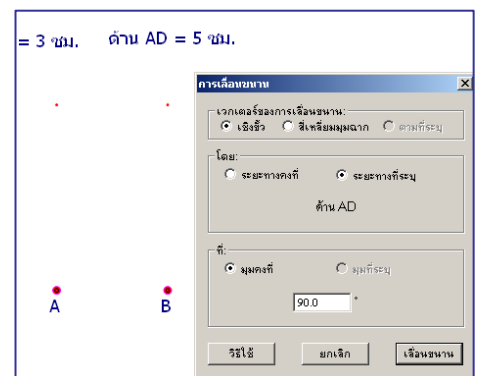 = 3 ซม. ด้าน AD = 5 ซม.
การเลื่อนขนาน
เวกเตอร์ของการเลื่อนขนาน:
เชิงขั้ว สี่เหลี่ยมมุมฉาก ตามที่ระบุ
โดย:
ระยะทางคงที่ ระยะทางที่ระบุ
ด้าน AD
ที่:
มุมคงที่ มุมที่ระบุ
90.0 °
A B
วิธีใช้ ยกเลิก เลื่อนขนาน